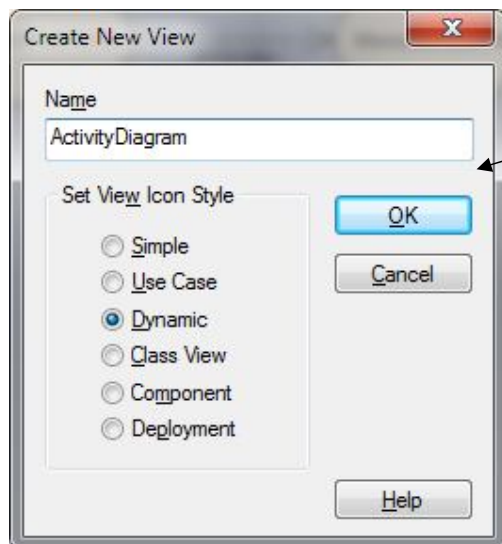 Create New View
Name
ActivityDiagram
Set View Icon Style
Simple
Use Case
Dynamic
Class View
Component
Deployment
OK
Cancel
Help